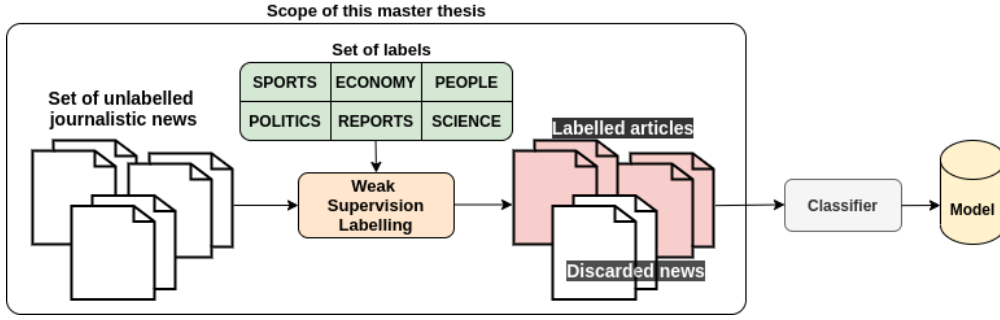 Scope of this master thesis
Set of labels
SPORTS ECONOMY PEOPLE
POLITICS REPORTS SCIENCE
Set of unlabelled
journalistic news
Weak
Supervision
Labelling
Labelled articles
Discarded news
Classifier
Model